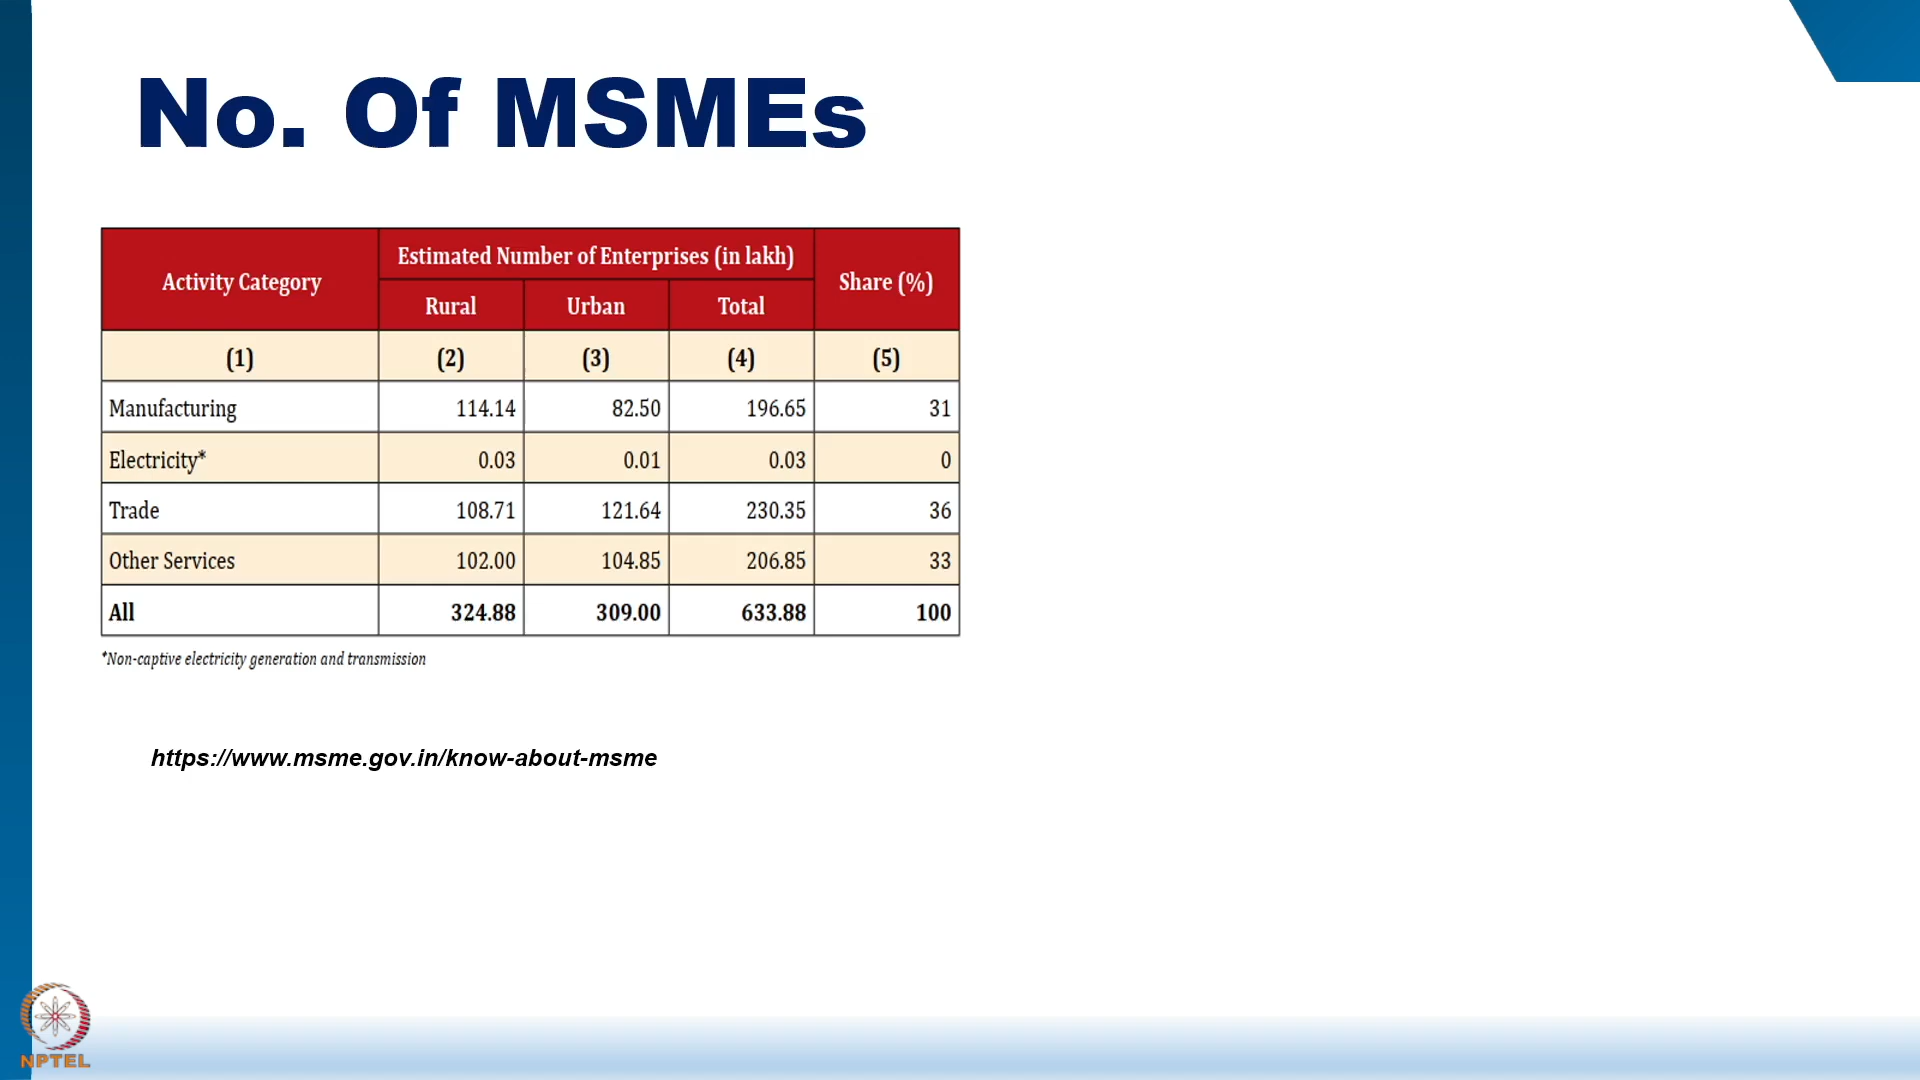 No. Of MSMEs
Activity Category Estimated Number of Enterprises (in lakh) Share (%)
Rural Urban Total
(1) (2) (3) (4) (5)
Manufacturing 114.14 82.50 196.65 31
Electricity* 0.03 0.01 0.03 0
Trade 108.71 121.64 230.35 36
Other Services 102.00 104.85 206.85 33
All 324.88 309.00 633.88 100
*Non-captive electricity generation and transmission
https://www.msme.gov.in/know-about-msme
NPTEL